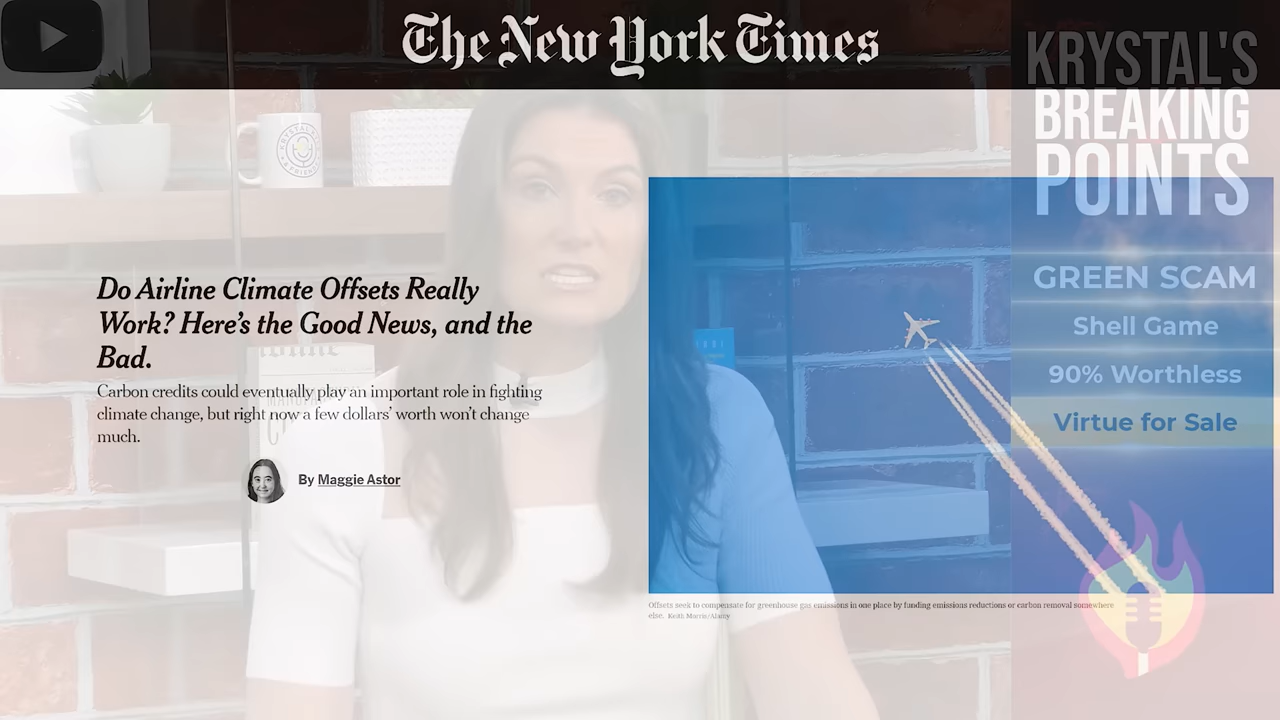 The New York Times
KRYSTAL'S
BREAKING
POINTS
GREEN SCAM
Shell Game
90% Worthless
Virtue for Sale
Do Airline Climate Offsets Really
Work? Here's the Good News, and the
Bad.
Carbon credits could eventually play an important role in fighting
climate change, but right now a few dollars' worth won't change
much.
By Maggie Astor
Offsets seek to compensate for greenhouse gas emissions in one place by funding emissions reductions or carbon removal somewhere
else. Keith Morris/Alamy